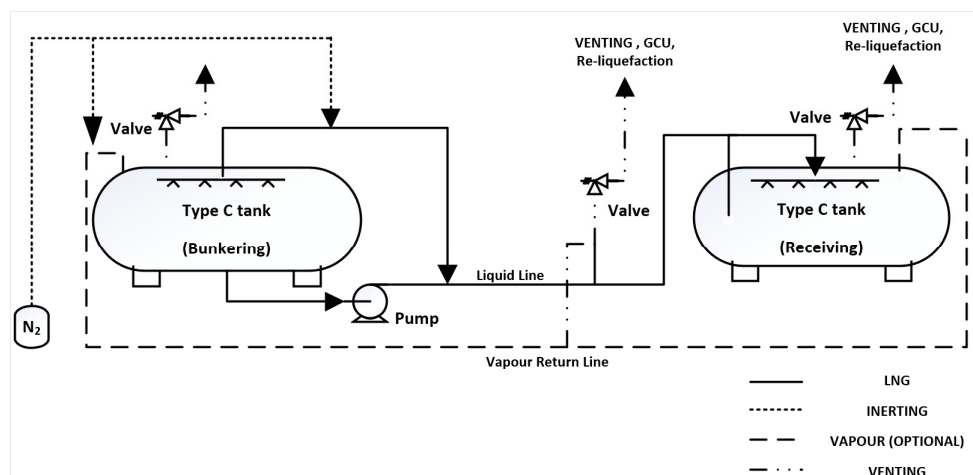 VENTING , GCU,
Re-liquefaction
VENTING , GCU,
Re-liquefaction
Valve
Valve
Type C tank
(Bunkering)
Valve
Type C tank
(Receiving)
Liquid Line
N₂
Pump
Vapour Return Line
LNG
INERTING
VAPOUR (OPTIONAL)
VENTING